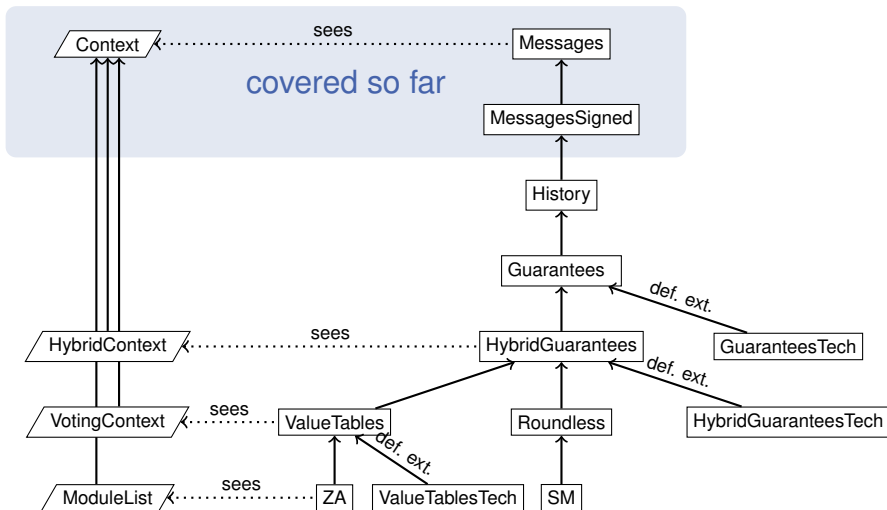 Context
sees
Messages
covered so far
MessagesSigned
History
Guarantees
def. ext.
HybridContext
sees
HybridGuarantees
GuaranteesTech
def. ext.
VotingContext
sees
ValueTables
Roundless
HybridGuaranteesTech
def. ext.
ModuleList
sees
ZA
ValueTablesTech
SM